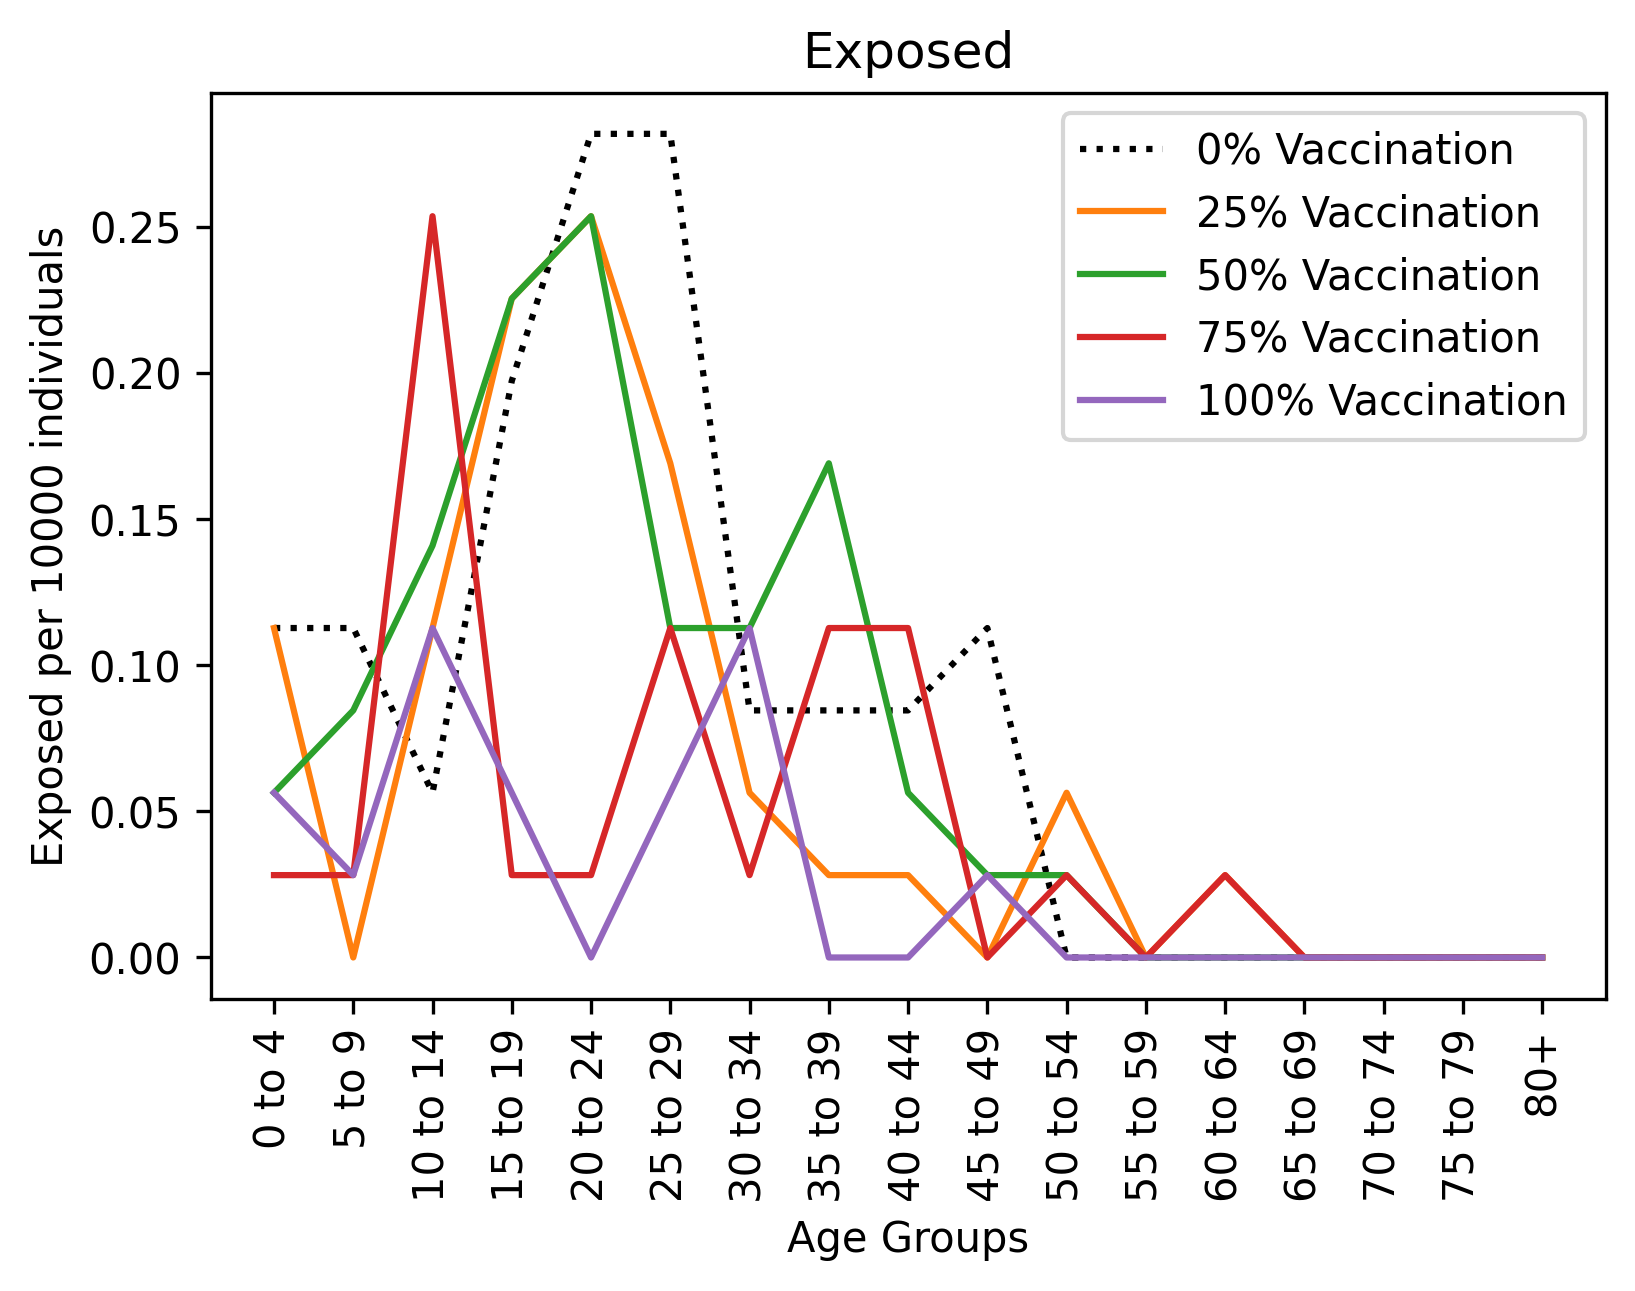 Exposed
Exposed per 10000 individuals
0.25
0.20
0.15
0.10
0.05
0.00
0% Vaccination
25% Vaccination
50% Vaccination
75% Vaccination
100% Vaccination
0 to 4
5 to 9
10 to 14
15 to 19
20 to 24
25 to 29
30 to 34
35 to 39
40 to 44
45 to 49
50 to 54
55 to 59
60 to 64
65 to 69
70 to 74
75 to 79
80+
Age Groups